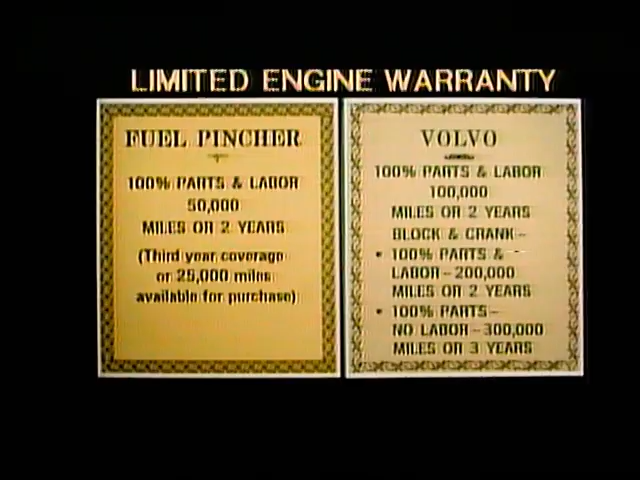 LIMITED ENGINE WARRANTY
FUEL PINCHER
100% PARTS & LABOR
50,000
MILES OR 2 YEARS
(Third year coverage
or 25,000 miles
available for purchase)
VOLVO
100% PARTS & LABOR
100,000
MILES OR 2 YEARS
BLOCK & CRANK–
• 100% PARTS &
LABOR–200,000
MILES OR 2 YEARS
• 100% PARTS–
NO LABOR–300,000
MILES OR 3 YEARS